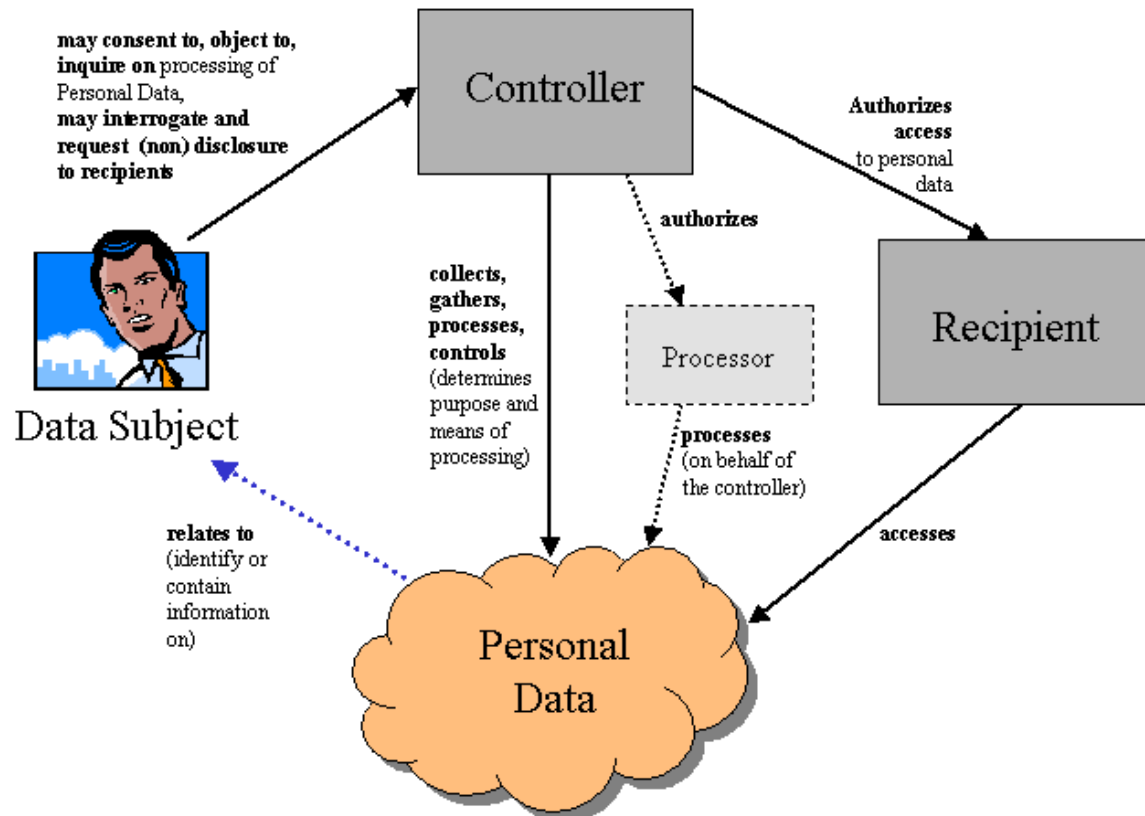 may consent to, object to,
inquire on processing of
Personal Data,
may interrogate and
request (non) disclosure
to recipients
Controller
Authorizes
access
to personal
data
authorizes
collects,
gathers,
processes,
controls
(determines
purpose and
means of
processing)
Processor
Recipient
Data Subject
processes
(on behalf of
the controller)
relates to
(identify or
contain
information
on)
accesses
Personal
Data